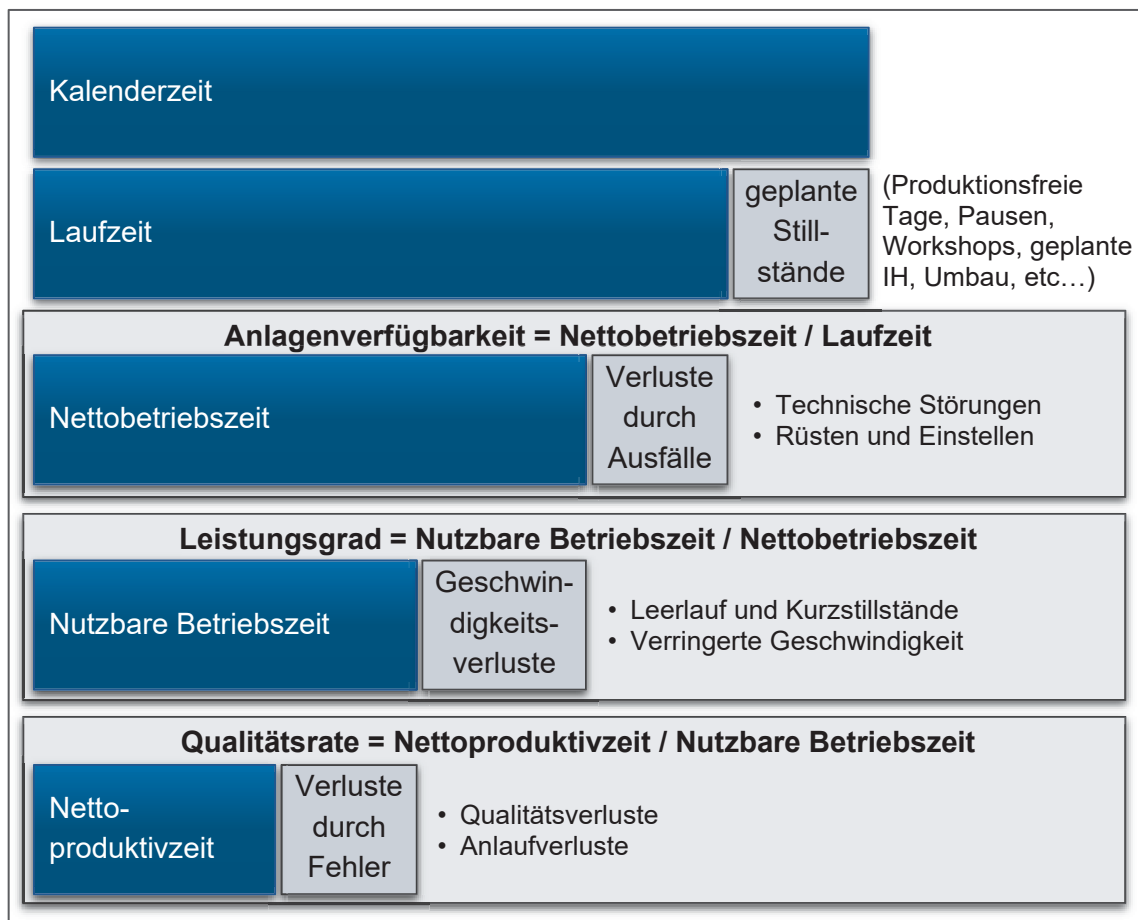 Kalenderzeit
Laufzeit
geplante
Still-
stände
(Produktionsfreie
Tage, Pausen,
Workshops, geplante
IH, Umbau, etc…)
Anlagenverfügbarkeit = Nettobetriebszeit / Laufzeit
Nettobetriebszeit
Verluste
durch
Ausfälle
• Technische Störungen
• Rüsten und Einstellen
Leistungsgrad = Nutzbare Betriebszeit / Nettobetriebszeit
Nutzbare Betriebszeit
Geschwin-
digkeits-
verluste
• Leerlauf und Kurzstillstände
• Verringerte Geschwindigkeit
Qualitätsrate = Nettoproduktivzeit / Nutzbare Betriebszeit
Netto-
produktivzeit
Verluste
durch
Fehler
• Qualitätsverluste
• Anlaufverluste